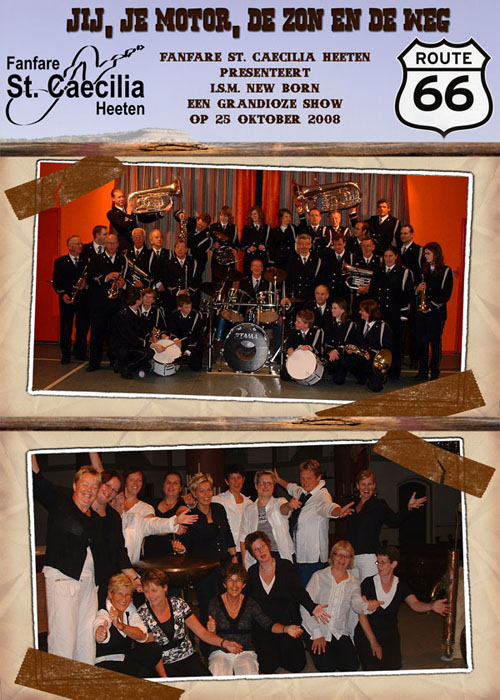 JIJ, JE MOTOR, DE ZON EN DE WEG
Fanfare
St. Caecilia
Heeten
FANFARE ST. CAECILIA HEETEN
PRESENTEERT
I.S.M. NEW BORN
EEN GRANDIOZE SHOW
OP 25 OKTOBER 2008
ROUTE
66
TAMA